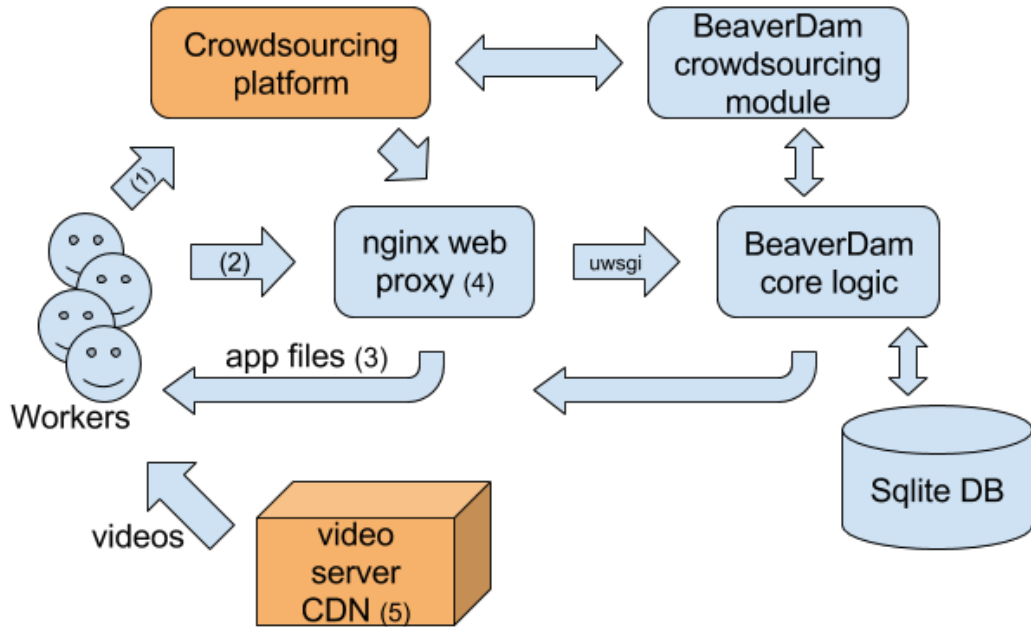 Crowdsourcing
platform
BeaverDam
crowdsourcing
module
(1)
(2)
nginx web
proxy (4)
uwsgi
BeaverDam
core logic
app files (3)
Workers
Sqlite DB
videos
video
server
CDN (5)